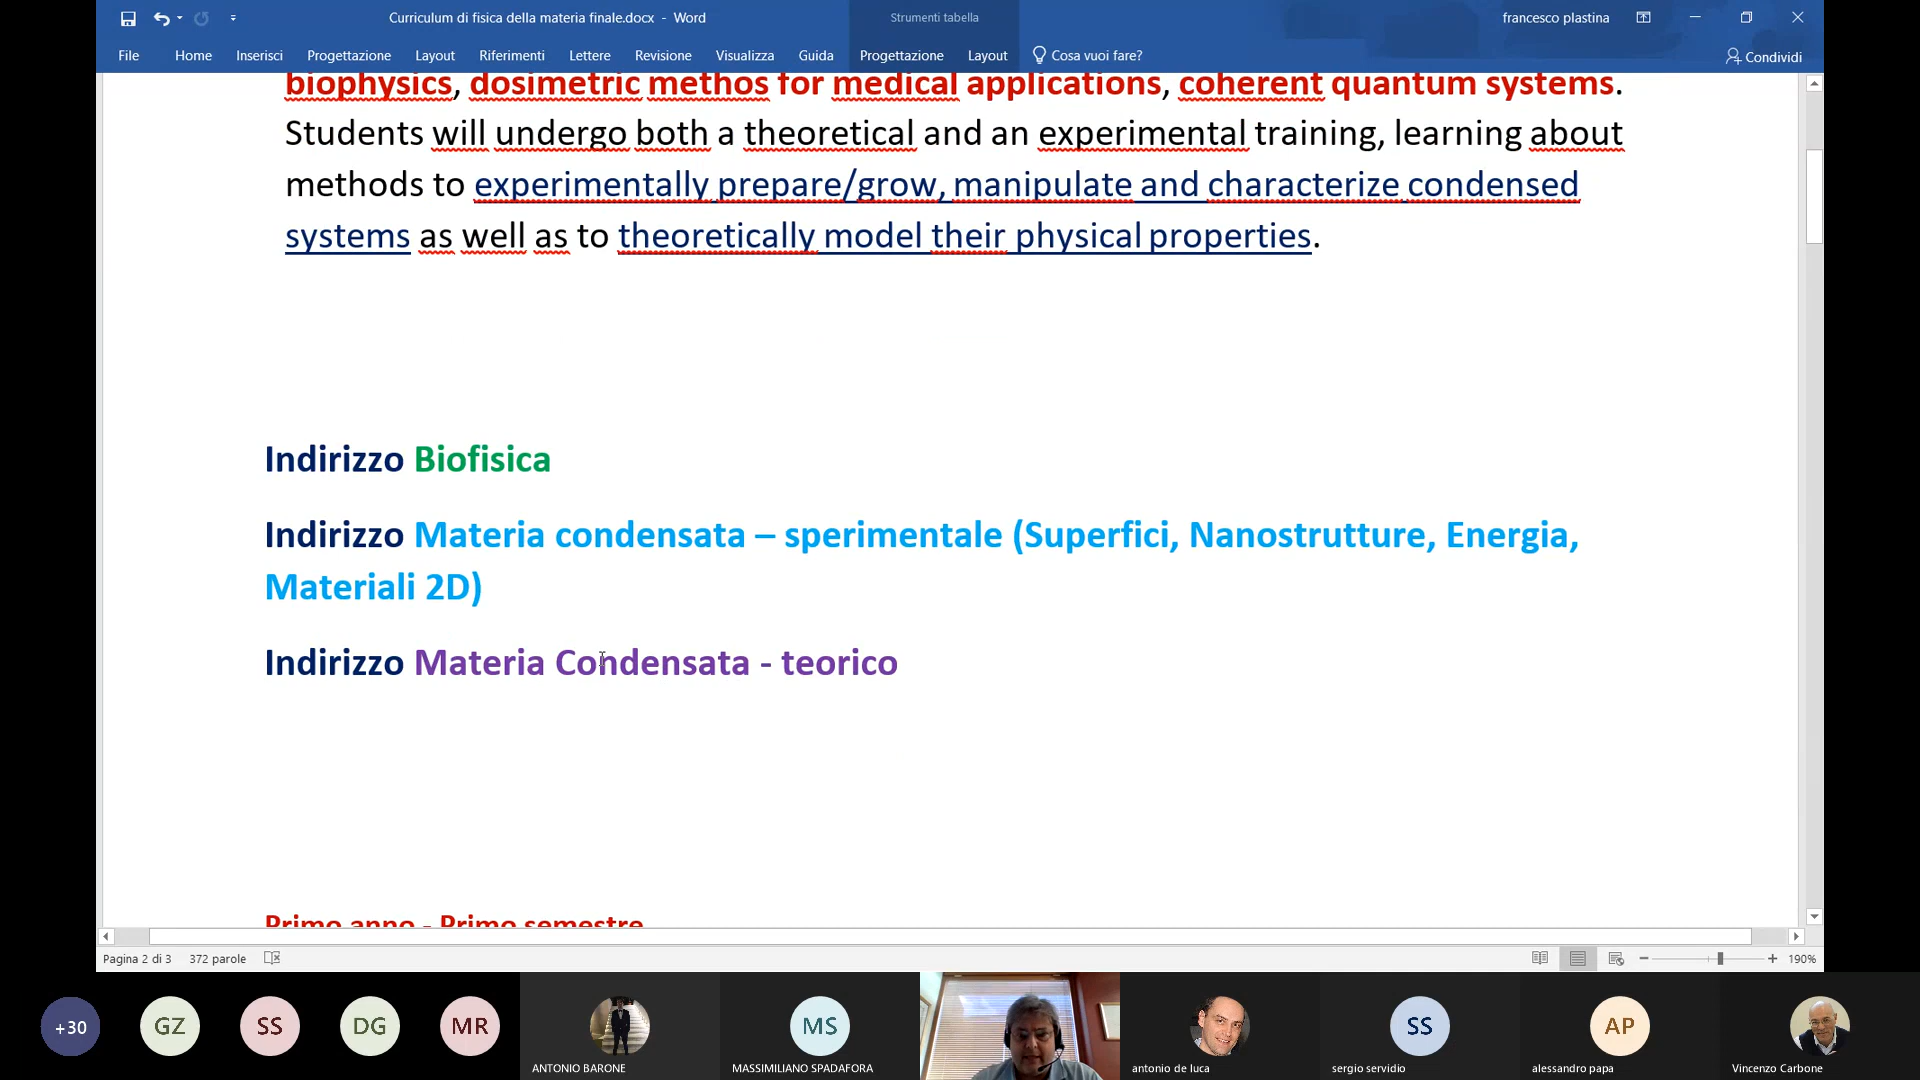 Curriculum di fisica della materia finale.docx - Word
Strumenti tabella
francesco plastina
File Home Inserisci Progettazione Layout Riferimenti Lettere Revisione Visualizza Guida Progettazione Layout Cosa vuoi fare? Condividi
biophysics, dosimetric methos for medical applications, coherent quantum systems.
Students will undergo both a theoretical and an experimental training, learning about
methods to experimentally prepare/grow, manipulate and characterize condensed
systems as well as to theoretically model their physical properties.
Indirizzo Biofisica
Indirizzo Materia condensata – sperimentale (Superfici, Nanostrutture, Energia,
Materiali 2D)
Indirizzo Materia Condensata - teorico
Primo anno - Primo semestre
Pagina 2 di 3 372 parole 190%
+30 GZ SS DG MR MS SS AP
ANTONIO BARONE MASSIMILIANO SPADAFORA antonio de luca sergio servidio alessandro papa Vincenzo Carbone